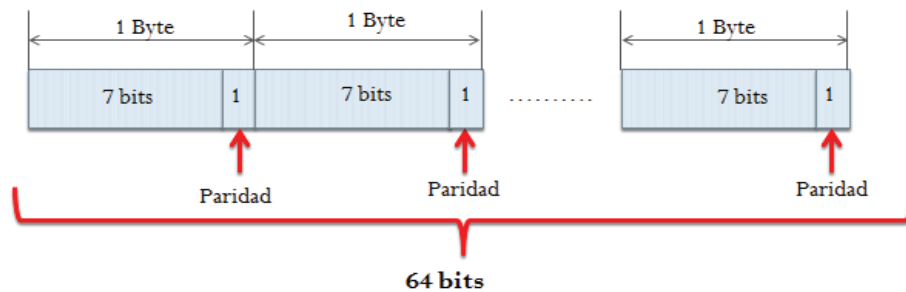 1 Byte 1 Byte 1 Byte
7 bits 1 7 bits 1 .......... 7 bits 1
Paridad Paridad Paridad
64 bits